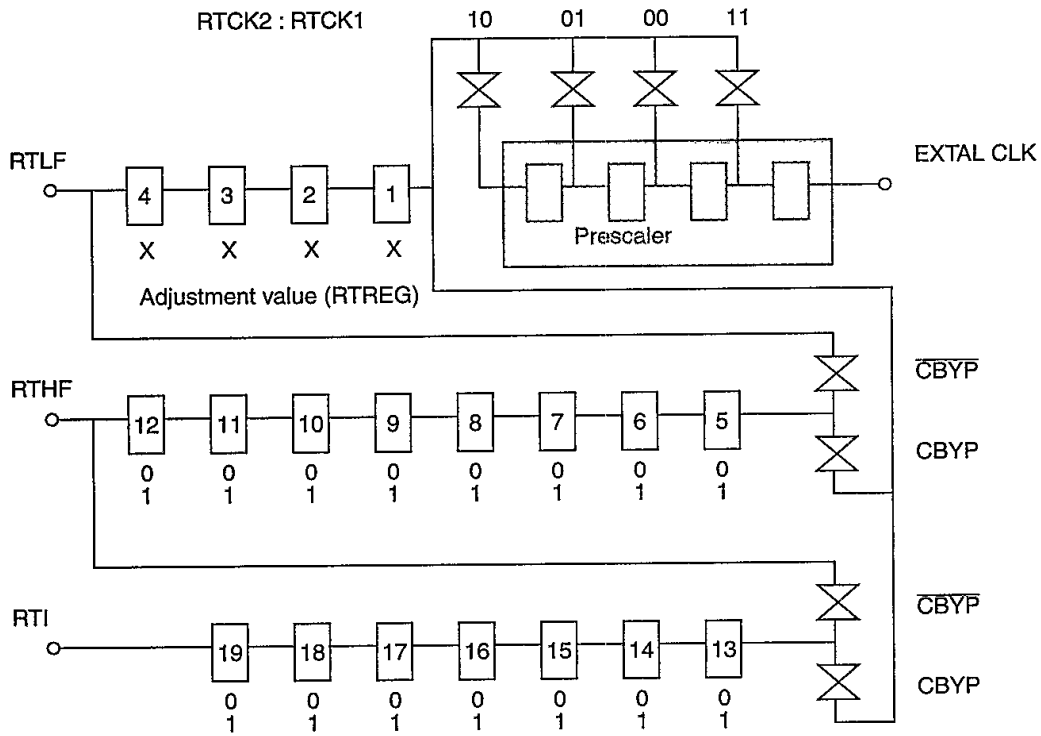 RTCK2 : RTCK1 10 01 00 11
EXTAL CLK
RTLF
4 3 2 1
X X X X
Prescaler
Adjustment value (RTREG)
C̅B̅Y̅P̅
RTHF
12 11 10 9 8 7 6 5
CBYP
0 0 0 0 0 0 0 0
1 1 1 1 1 1 1 1
C̅B̅Y̅P̅
RTI
19 18 17 16 15 14 13
CBYP
0 0 0 0 0 0 0
1 1 1 1 1 1 1